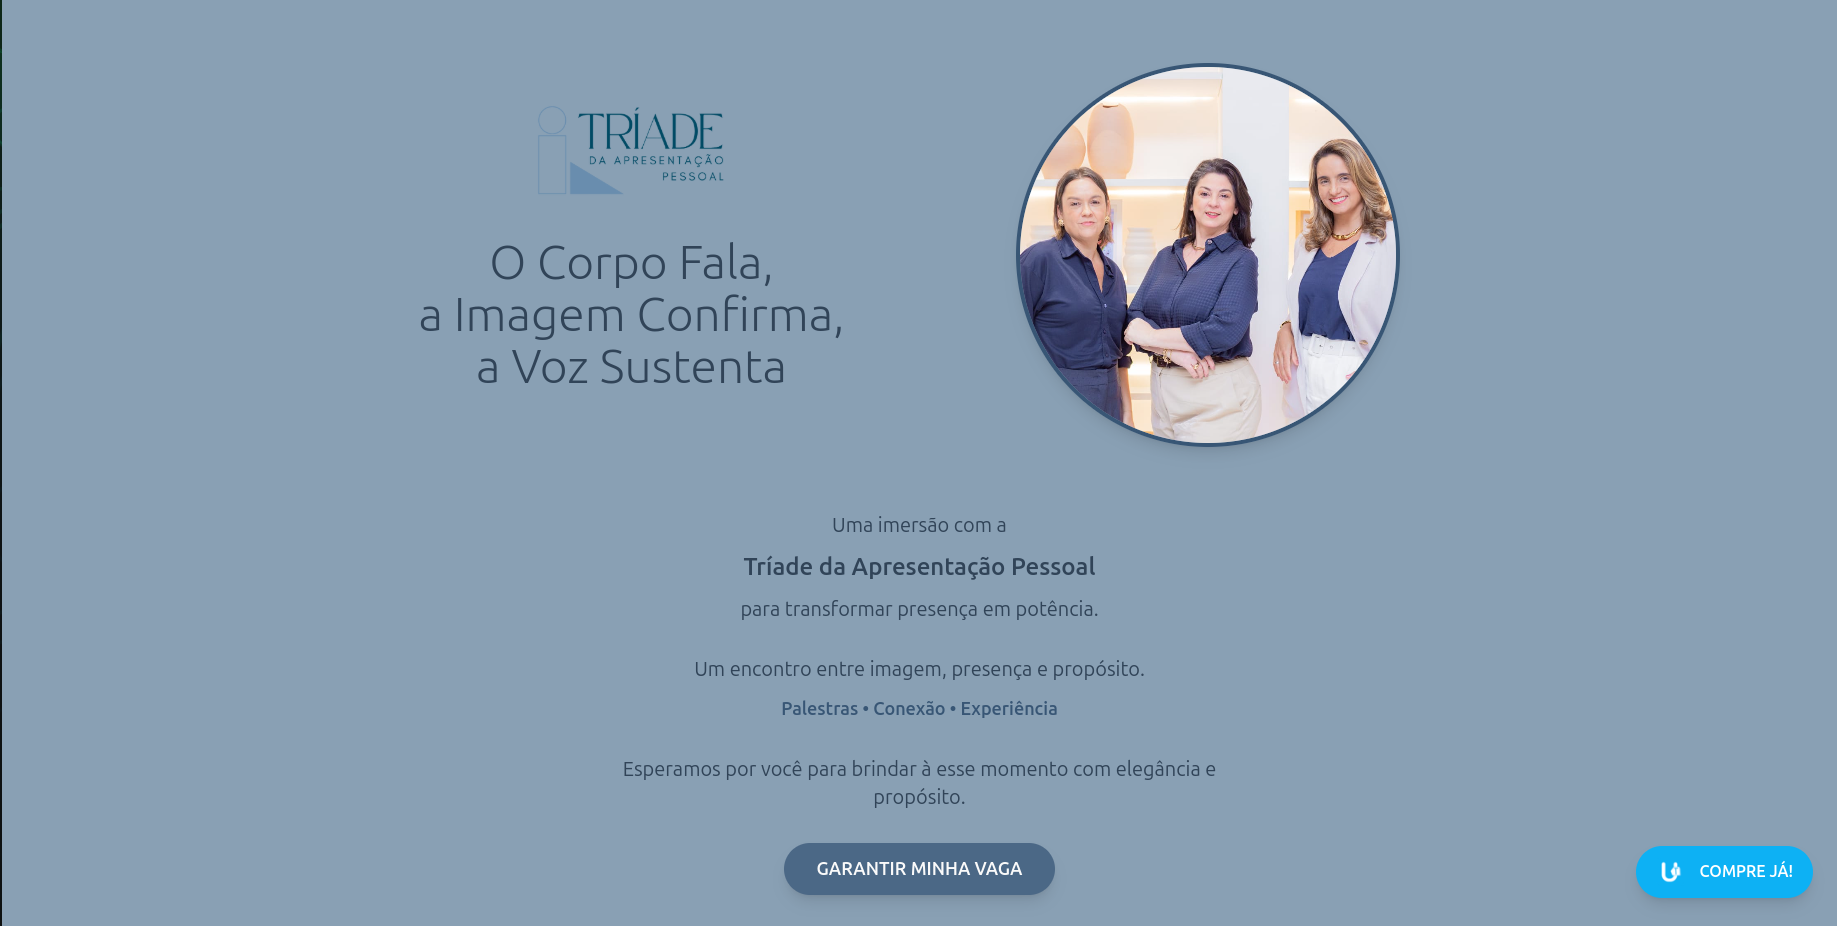 TRÍADE
DA APRESENTAÇÃO
PESSOAL
O Corpo Fala,
a Imagem Confirma,
a Voz Sustenta
Uma imersão com a
Tríade da Apresentação Pessoal
para transformar presença em potência.
Um encontro entre imagem, presença e propósito.
Palestras • Conexão • Experiência
Esperamos por você para brindar à esse momento com elegância e
propósito.
GARANTIR MINHA VAGA
COMPRE JÁ!